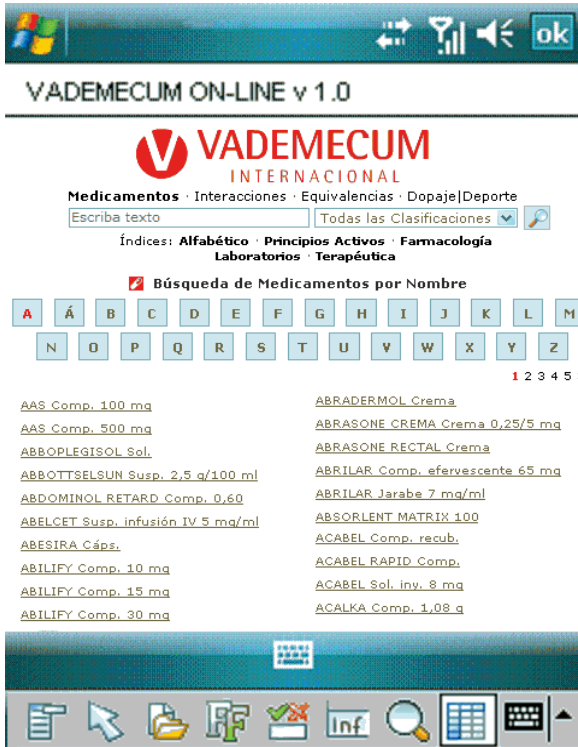 ok
VADEMECUM ON-LINE v 1.0
VADEMECUM
INTERNACIONAL
Medicamentos · Interacciones · Equivalencias · Dopaje|Deporte
Escriba texto Todas las Clasificaciones
Índices: Alfabético · Principios Activos · Farmacología
Laboratorios · Terapéutica
Búsqueda de Medicamentos por Nombre
A Á B C D E F G H I J K L M
N O P Q R S T U V W X Y Z
1 2 3 4 5
AAS Comp. 100 mg
AAS Comp. 500 mg
ABBOPLEGISOL Sol.
ABBOTTSELSUN Susp. 2,5 g/100 ml
ABDOMINOL RETARD Comp. 0,60
ABELCET Susp. infusión IV 5 mg/ml
ABESIRA Cáps.
ABILIFY Comp. 10 mg
ABILIFY Comp. 15 mg
ABILIFY Comp. 30 mg
ABRADERMOL Crema
ABRASONE CREMA Crema 0,25/5 mg
ABRASONE RECTAL Crema
ABRILAR Comp. efervescente 65 mg
ABRILAR Jarabe 7 mg/ml
ABSORLENT MATRIX 100
ACABEL Comp. recub.
ACABEL RAPID Comp.
ACABEL Sol. iny. 8 mg
ACALKA Comp. 1,08 g
Inf